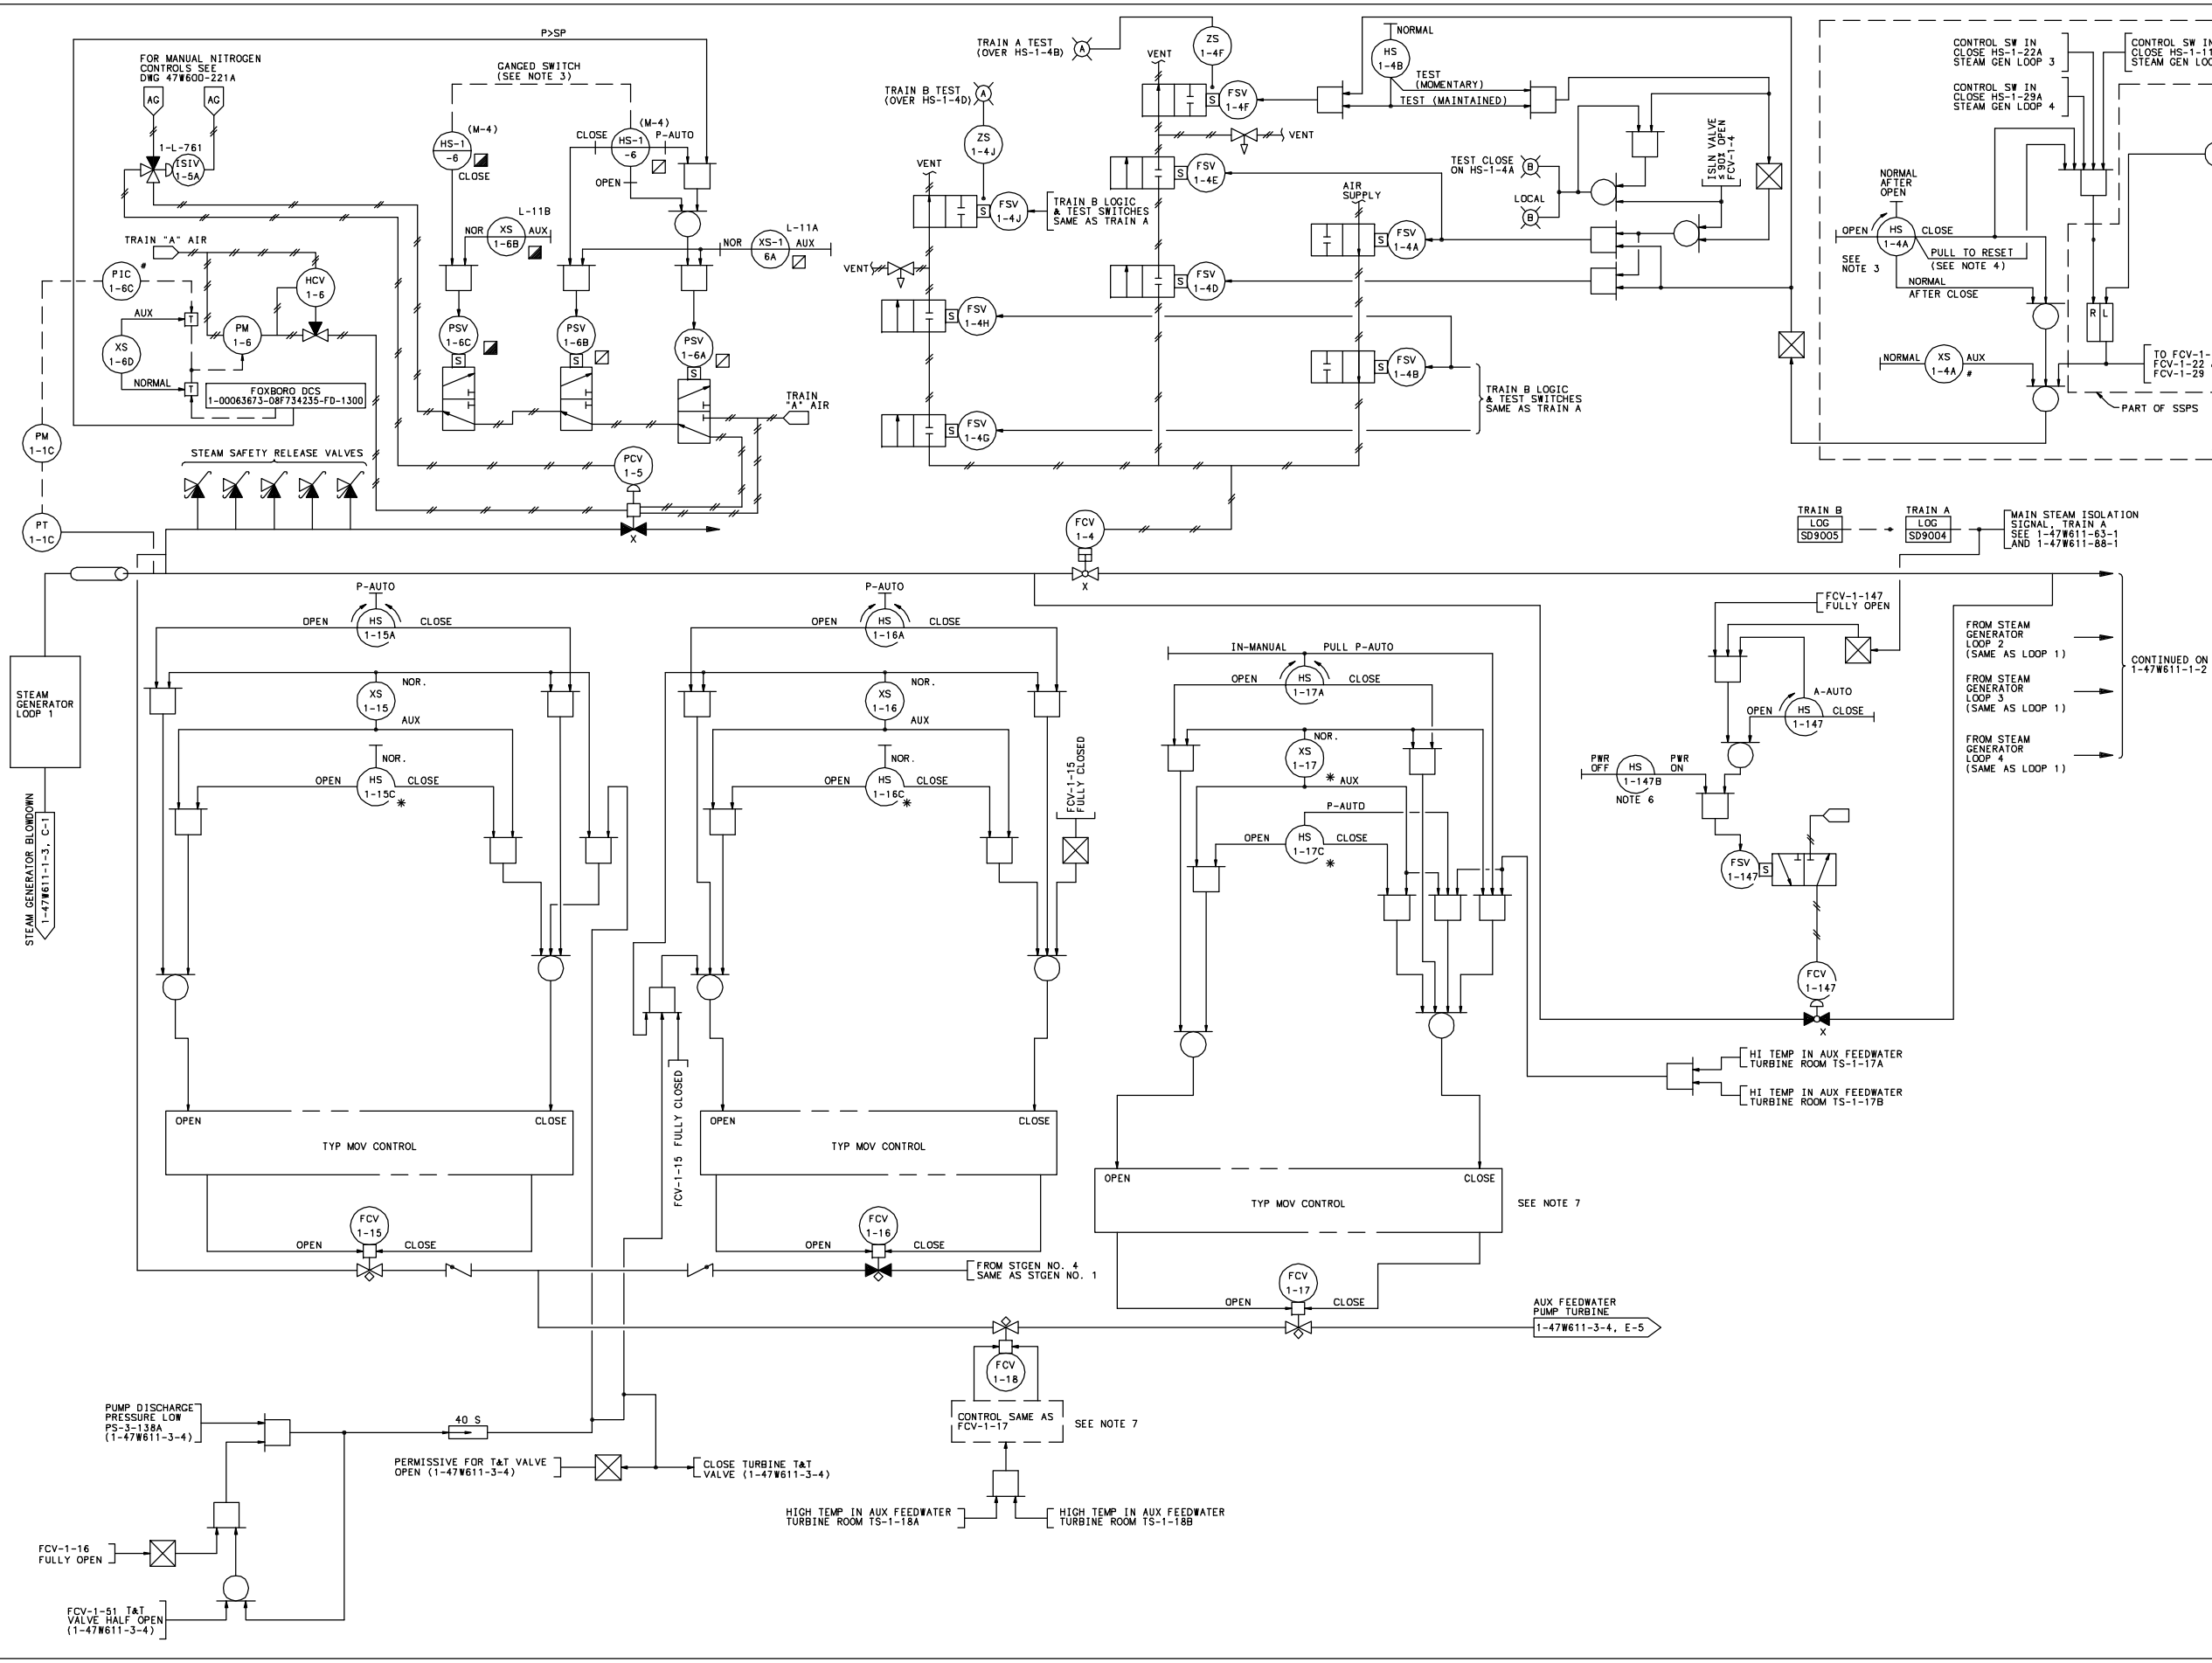 P>SP
FOR MANUAL NITROGEN
CONTROLS SEE
DWG 47W600-221A
AG
AG
1-L-761
ISIV
1-5A
GANGED SWITCH
(SEE NOTE 3)
(M-4)
HS-1
-6
CLOSE
(M-4)
CLOSE
P-AUTO
HS-1
-6
OPEN
L-11B
NOR
XS
1-6B
AUX
L-11A
NOR
XS-1
6A
AUX
TRAIN "A" AIR
PIC
1-6C
#
HCV
1-6
AUX
PM
1-6
XS
1-6D
NORMAL
T
T
FOXBORO DCS
1-00063673-08F734235-FD-1300
PSV
1-6C
S
PSV
1-6B
S
PSV
1-6A
S
TRAIN
"A" AIR
PM
1-1C
PT
1-1C
STEAM SAFETY RELEASE VALVES
PCV
1-5
X
TRAIN A TEST
(OVER HS-1-4B)
A
ZS
1-4F
VENT
TRAIN B TEST
(OVER HS-1-4D)
A
ZS
1-4J
S
FSV
1-4F
VENT
NORMAL
HS
1-4B
TEST
(MOMENTARY)
TEST (MAINTAINED)
VENT
S
FSV
1-4J
TRAIN B LOGIC
& TEST SWITCHES
SAME AS TRAIN A
S
FSV
1-4E
AIR
SUPPLY
TEST CLOSE
ON HS-1-4A
B
LOCAL
B
ISLN VALVE
≤90% OPEN
FCV-1-4
S
FSV
1-4A
VENT
S
FSV
1-4D
S
FSV
1-4H
S
FSV
1-4B
TRAIN B LOGIC
& TEST SWITCHES
SAME AS TRAIN A
S
FSV
1-4G
FCV
1-4
X
CONTROL SW IN
CLOSE HS-1-22A
STEAM GEN LOOP 3
CONTROL SW IN
CLOSE HS-1-11
STEAM GEN LOO
CONTROL SW IN
CLOSE HS-1-29A
STEAM GEN LOOP 4
NORMAL
AFTER
OPEN
OPEN
HS
1-4A
CLOSE
SEE
NOTE 3
PULL TO RESET
(SEE NOTE 4)
NORMAL
AFTER CLOSE
R L
NORMAL
XS
1-4A
AUX
#
TO FCV-1-
FCV-1-22
FCV-1-29
PART OF SSPS
TRAIN B
LOG
SD9005
TRAIN A
LOG
SD9004
MAIN STEAM ISOLATION
SIGNAL, TRAIN A
SEE 1-47W611-63-1
AND 1-47W611-88-1
STEAM
GENERATOR
LOOP 1
STEAM GENERATOR BLOWDOWN
1-47W611-1-3, C-1
P-AUTO
OPEN
HS
1-15A
CLOSE
NOR.
XS
1-15
AUX
NOR.
OPEN
HS
1-15C
CLOSE
*
OPEN
CLOSE
TYP MOV CONTROL
FCV
1-15
OPEN
CLOSE
P-AUTO
OPEN
HS
1-16A
CLOSE
NOR.
XS
1-16
AUX
NOR.
OPEN
HS
1-16C
CLOSE
*
FCV-1-15
FULLY CLOSED
FCV-1-15 FULLY CLOSED
OPEN
CLOSE
TYP MOV CONTROL
FCV
1-16
OPEN
CLOSE
FROM STGEN NO. 4
SAME AS STGEN NO. 1
IN-MANUAL
PULL P-AUTO
OPEN
HS
1-17A
CLOSE
NOR.
XS
1-17
*
AUX
P-AUTO
OPEN
HS
1-17C
CLOSE
*
OPEN
CLOSE
TYP MOV CONTROL
SEE NOTE 7
FCV
1-17
OPEN
CLOSE
AUX FEEDWATER
PUMP TURBINE
1-47W611-3-4, E-5
FCV-1-147
FULLY OPEN
A-AUTO
OPEN
HS
1-147
CLOSE
PWR
OFF
HS
1-147B
PWR
ON
NOTE 6
FSV
1-147
S
FCV
1-147
X
HI TEMP IN AUX FEEDWATER
TURBINE ROOM TS-1-17A
HI TEMP IN AUX FEEDWATER
TURBINE ROOM TS-1-17B
FROM STEAM
GENERATOR
LOOP 2
(SAME AS LOOP 1)
FROM STEAM
GENERATOR
LOOP 3
(SAME AS LOOP 1)
FROM STEAM
GENERATOR
LOOP 4
(SAME AS LOOP 1)
CONTINUED ON
1-47W611-1-2
FCV
1-18
CONTROL SAME AS
FCV-1-17
SEE NOTE 7
HIGH TEMP IN AUX FEEDWATER
TURBINE ROOM TS-1-18A
HIGH TEMP IN AUX FEEDWATER
TURBINE ROOM TS-1-18B
PUMP DISCHARGE
PRESSURE LOW
PS-3-138A
(1-47W611-3-4)
40 S
PERMISSIVE FOR T&T VALVE
OPEN (1-47W611-3-4)
CLOSE TURBINE T&T
VALVE (1-47W611-3-4)
FCV-1-16
FULLY OPEN
FCV-1-51 T&T
VALVE HALF OPEN
(1-47W611-3-4)